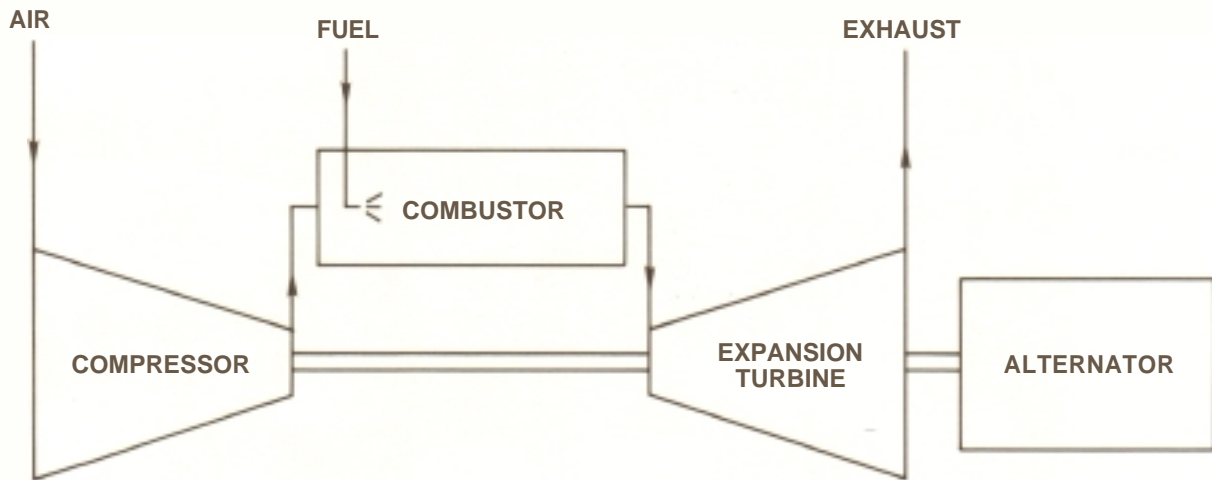 AIR
FUEL
EXHAUST
COMBUSTOR
COMPRESSOR
EXPANSION
TURBINE
ALTERNATOR